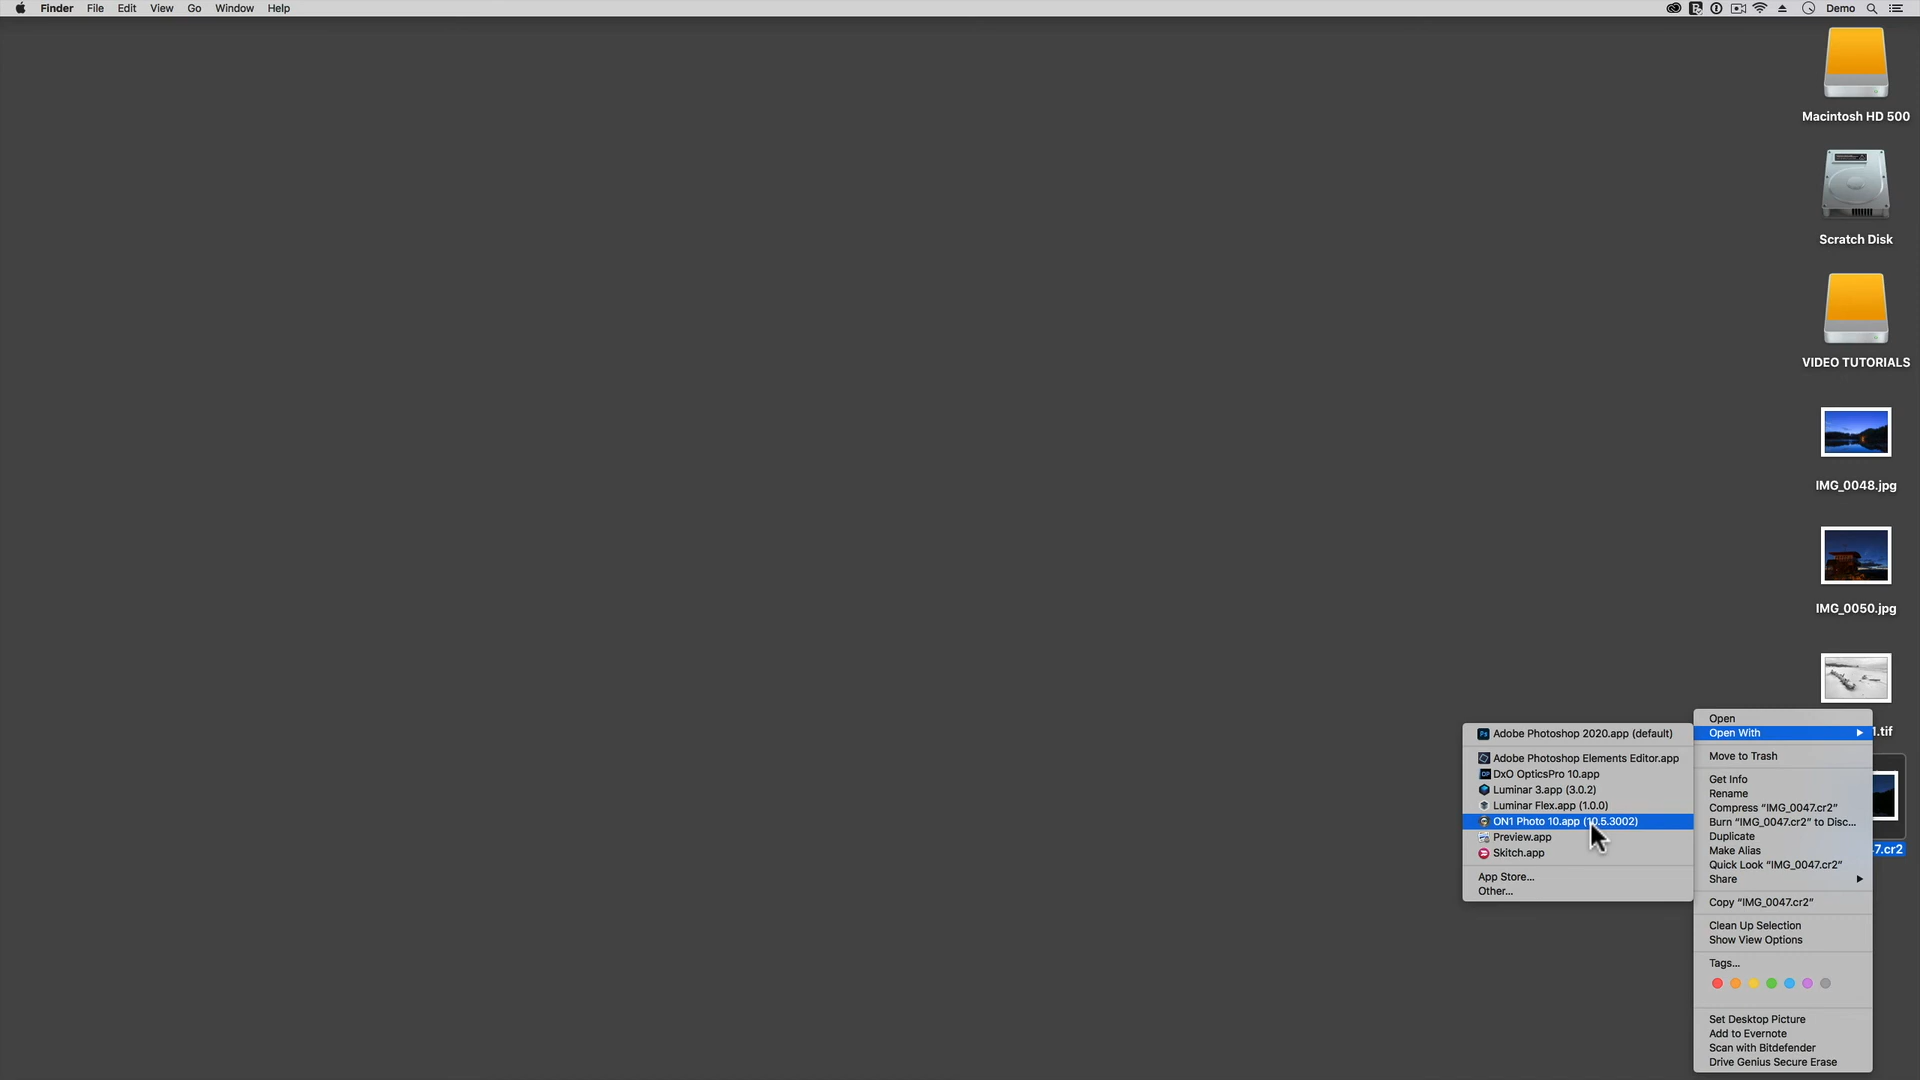 Finder File Edit View Go Window Help
Demo
Macintosh HD 500
Scratch Disk
VIDEO TUTORIALS
IMG_0048.jpg
IMG_0050.jpg
1.tif
7.cr2
Open
Open With
Move to Trash
Get Info
Rename
Compress “IMG_0047.cr2”
Burn “IMG_0047.cr2” to Disc...
Duplicate
Make Alias
Quick Look “IMG_0047.cr2”
Share
Copy “IMG_0047.cr2”
Clean Up Selection
Show View Options
Tags...
Set Desktop Picture
Add to Evernote
Scan with Bitdefender
Drive Genius Secure Erase
Adobe Photoshop 2020.app (default)
Adobe Photoshop Elements Editor.app
DxO OpticsPro 10.app
Luminar 3.app (3.0.2)
Luminar Flex.app (1.0.0)
ON1 Photo 10.app (10.5.3002)
Preview.app
Skitch.app
App Store...
Other...